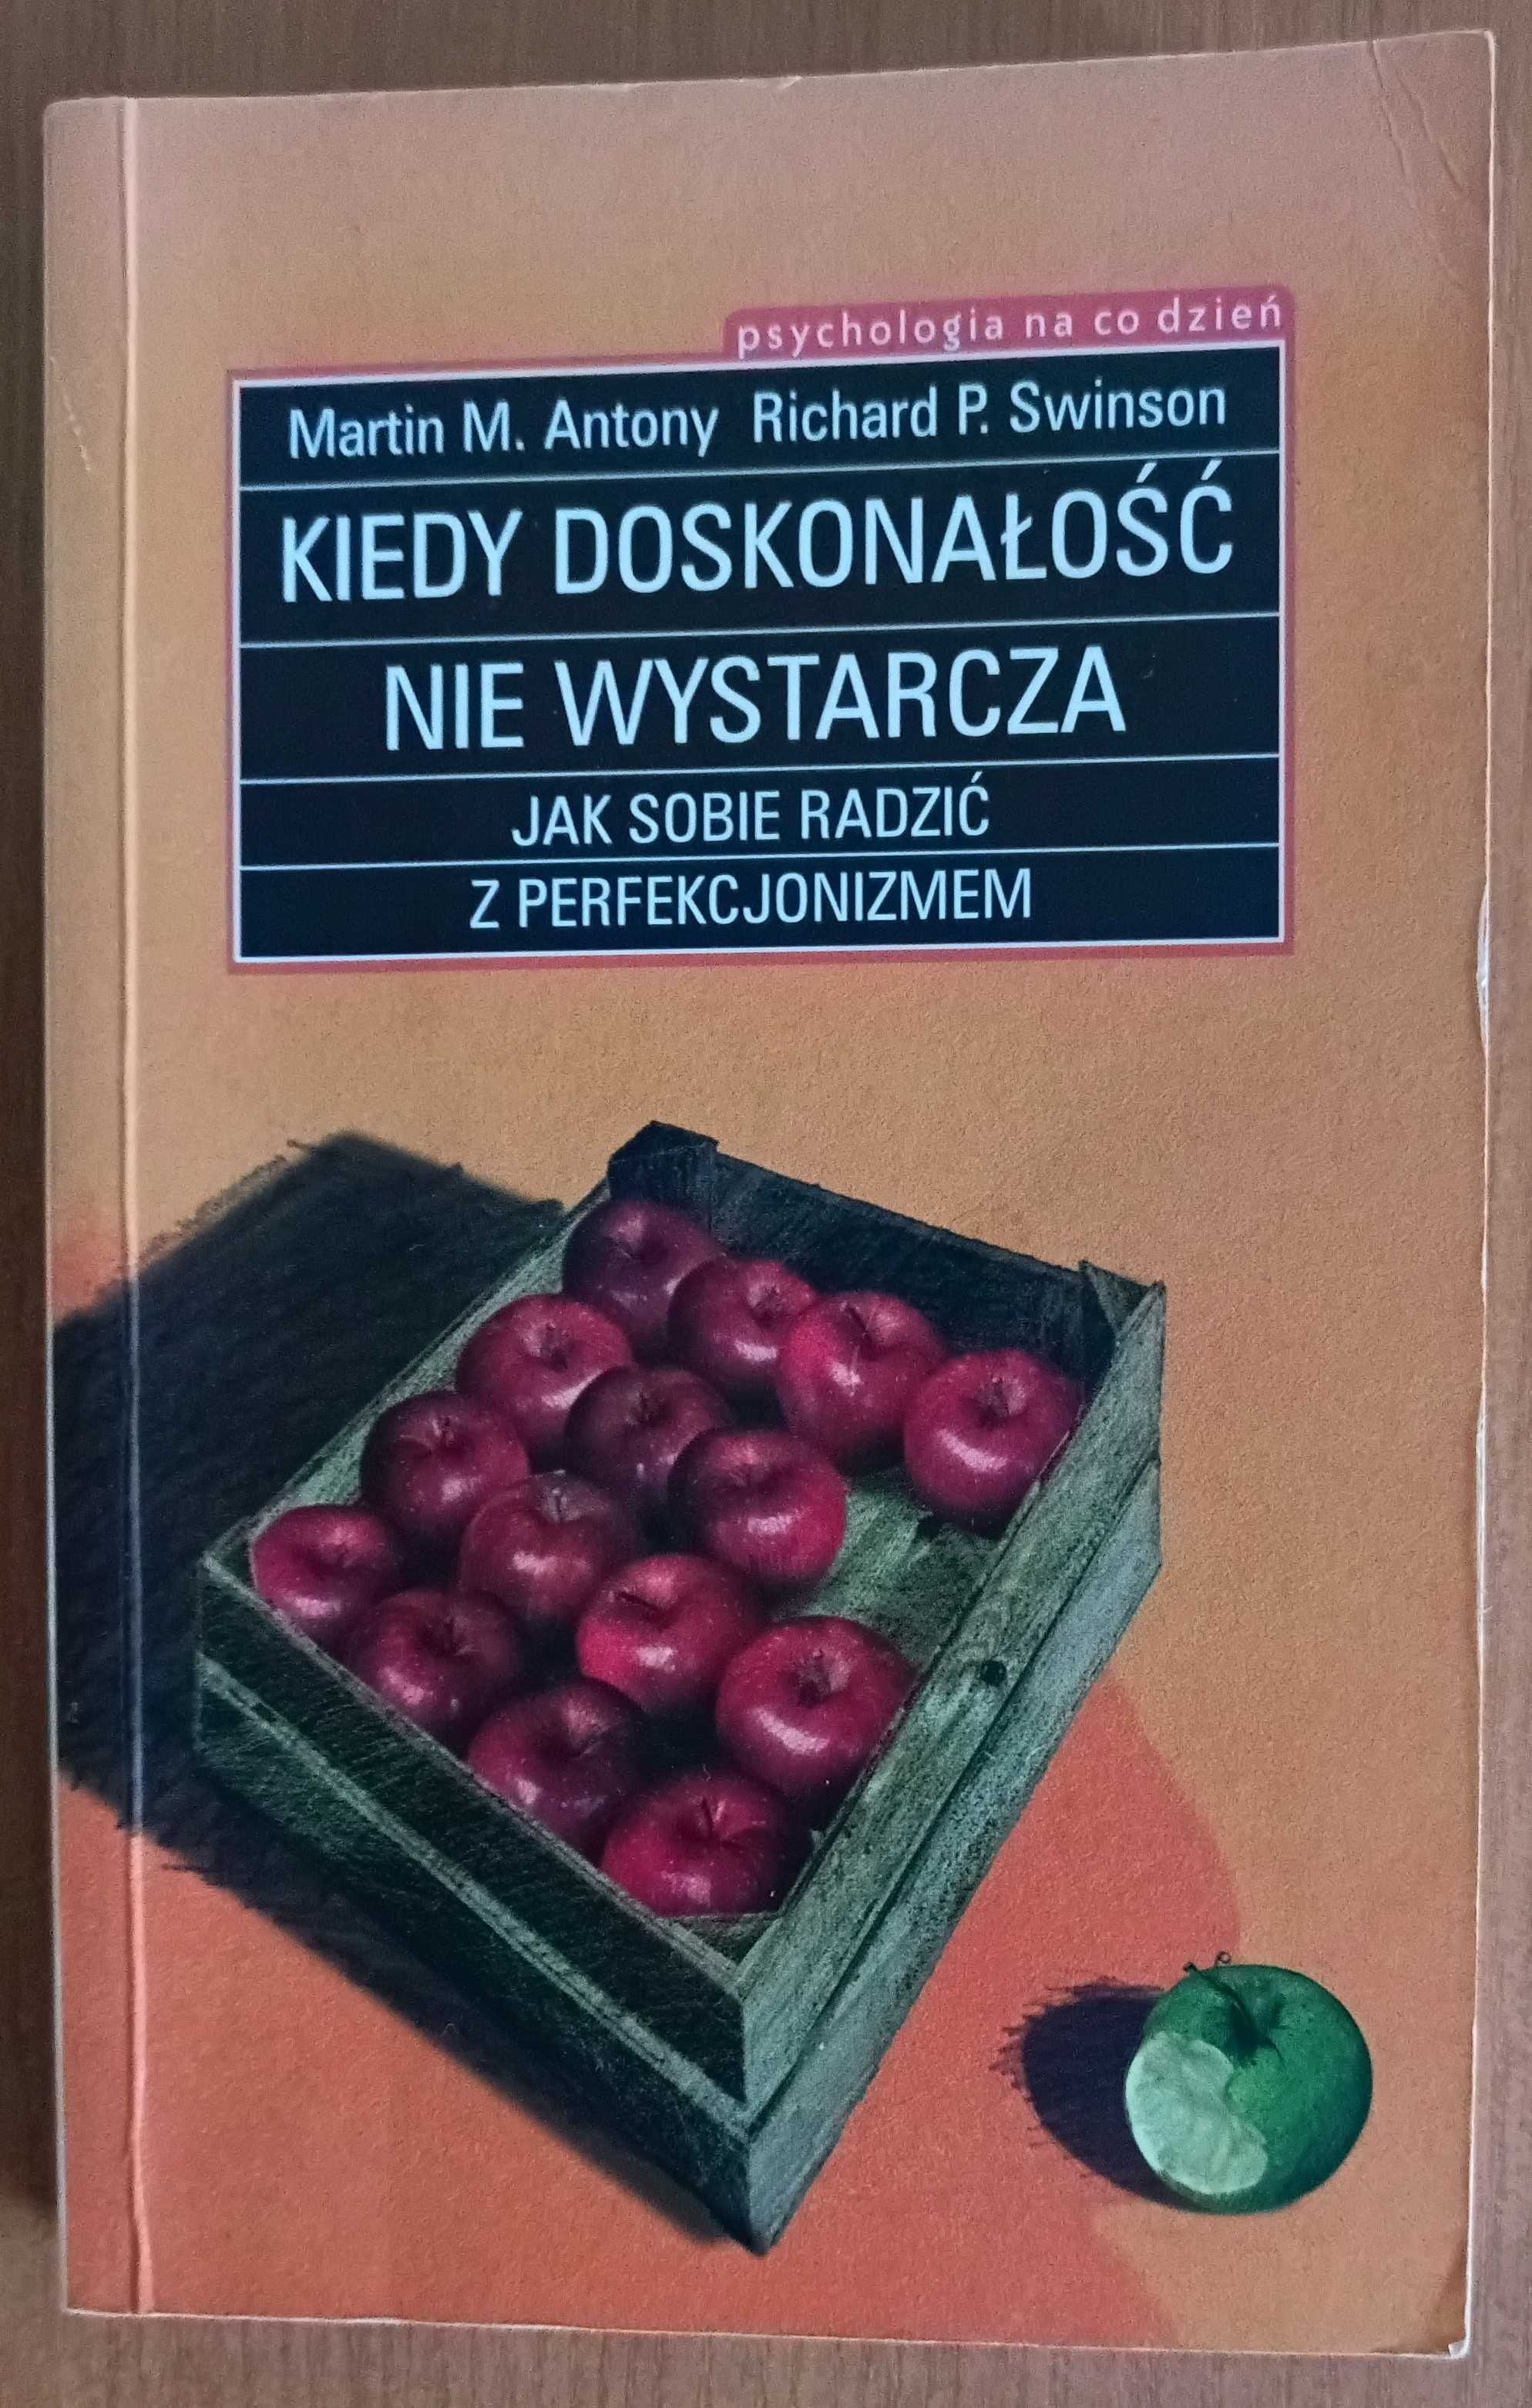 psychologia na co dzień
Martin M. Antony Richard P. Swinson
KIEDY DOSKONAŁOŚĆ
NIE WYSTARCZA
JAK SOBIE RADZIĆ
Z PERFEKCJONIZMEM